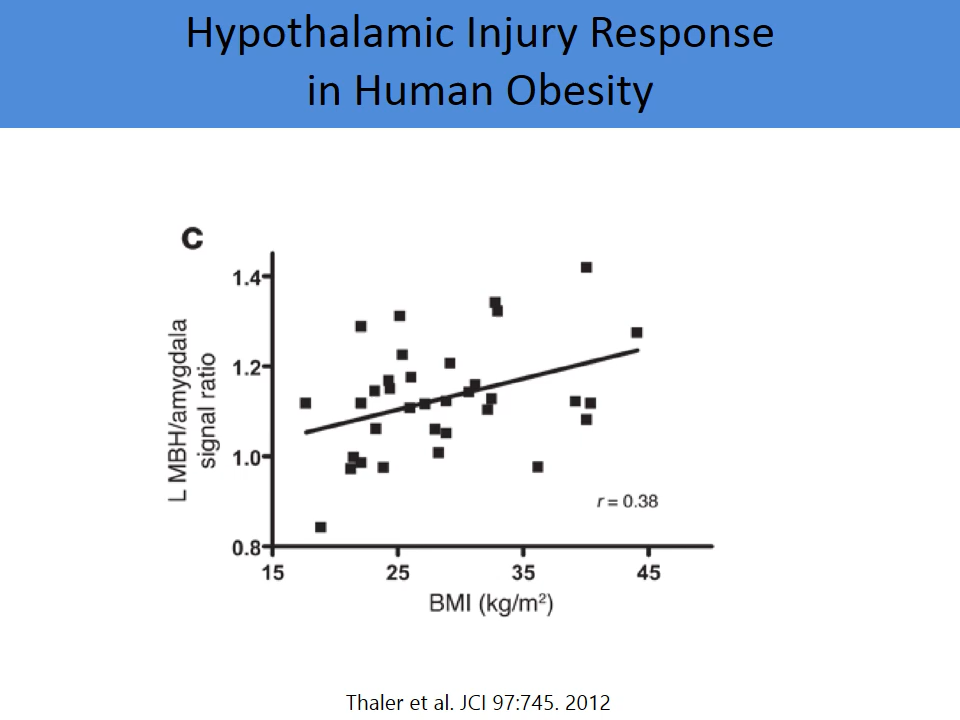 Hypothalamic Injury Response
in Human Obesity
C
L MBH/amygdala
signal ratio
1.4
1.2
1.0
0.8
r = 0.38
15 25 35 45
BMI (kg/m²)
Thaler et al. JCI 97:745. 2012